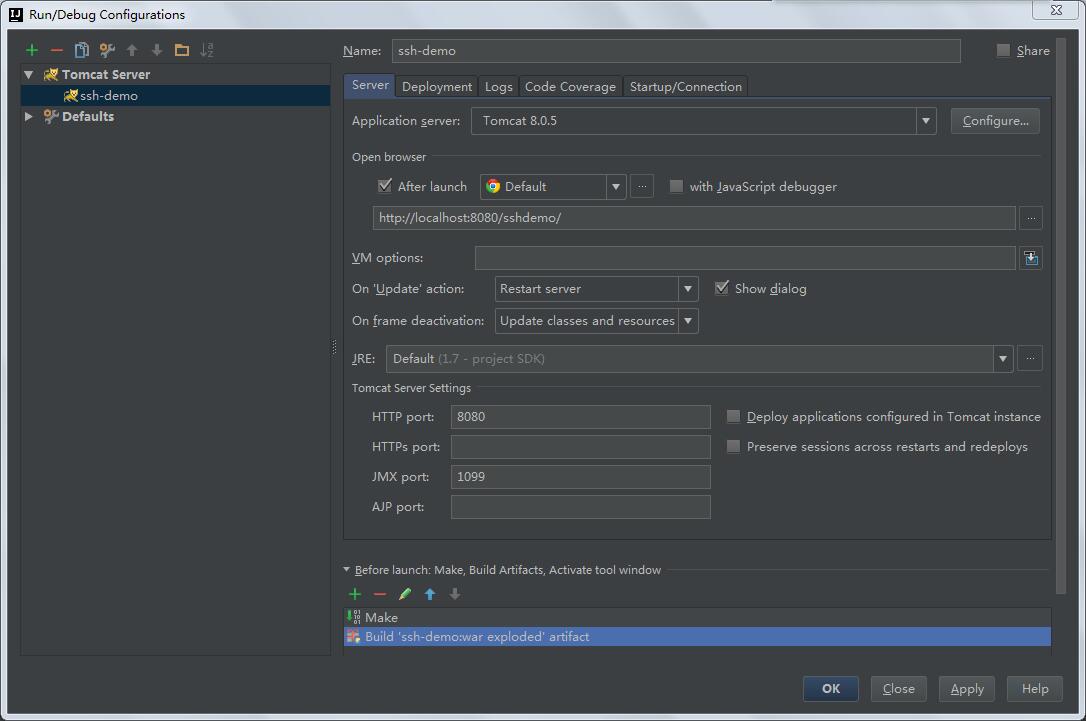 Run/Debug Configurations
Name: ssh-demo Share
Tomcat Server
ssh-demo
Defaults
Server Deployment Logs Code Coverage Startup/Connection
Application server: Tomcat 8.0.5 Configure...
Open browser
After launch Default ... with JavaScript debugger
http://localhost:8080/sshdemo/ ...
VM options:
On 'Update' action: Restart server Show dialog
On frame deactivation: Update classes and resources
JRE: Default (1.7 - project SDK) ...
Tomcat Server Settings
HTTP port: 8080 Deploy applications configured in Tomcat instance
HTTPs port: Preserve sessions across restarts and redeploys
JMX port: 1099
AJP port:
Before launch: Make, Build Artifacts, Activate tool window
Make
Build 'ssh-demo:war exploded' artifact
OK Close Apply Help